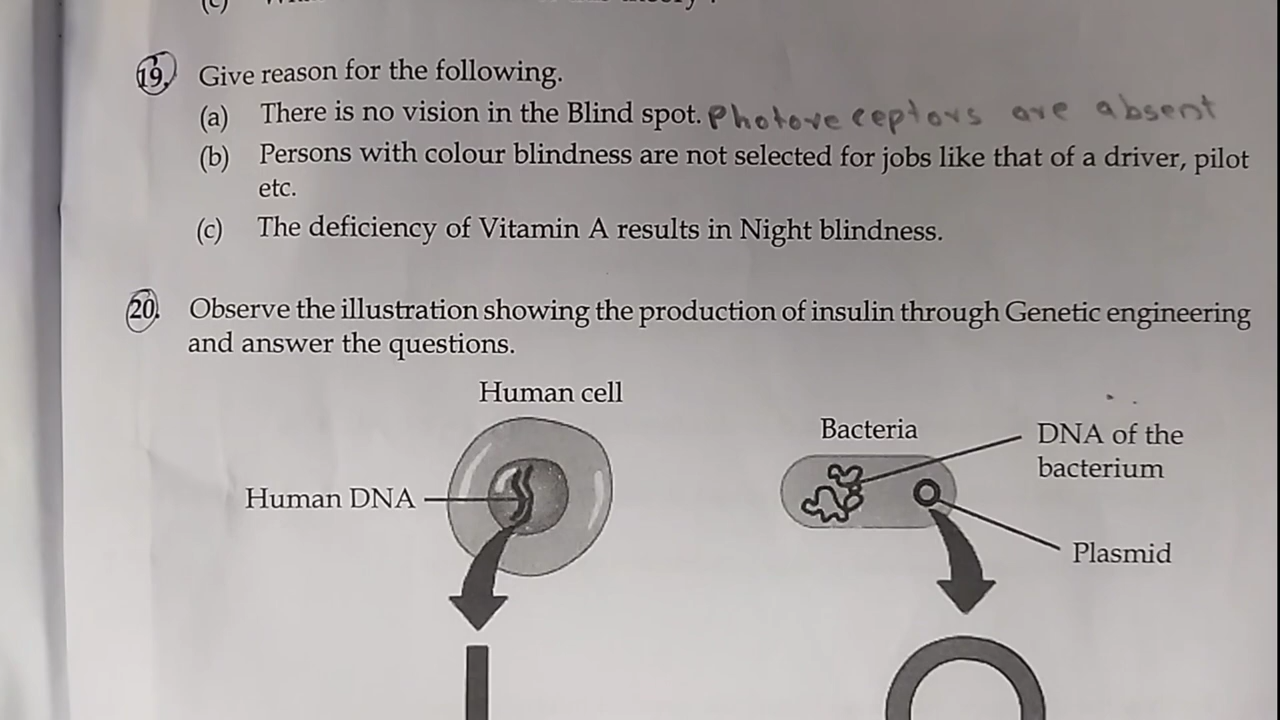 (c)
19. Give reason for the following.
(a) There is no vision in the Blind spot. Photoreceptors are absent
(b) Persons with colour blindness are not selected for jobs like that of a driver, pilot
etc.
(c) The deficiency of Vitamin A results in Night blindness.
20. Observe the illustration showing the production of insulin through Genetic engineering
and answer the questions.
Human cell
Bacteria
DNA of the
bacterium
Human DNA
Plasmid